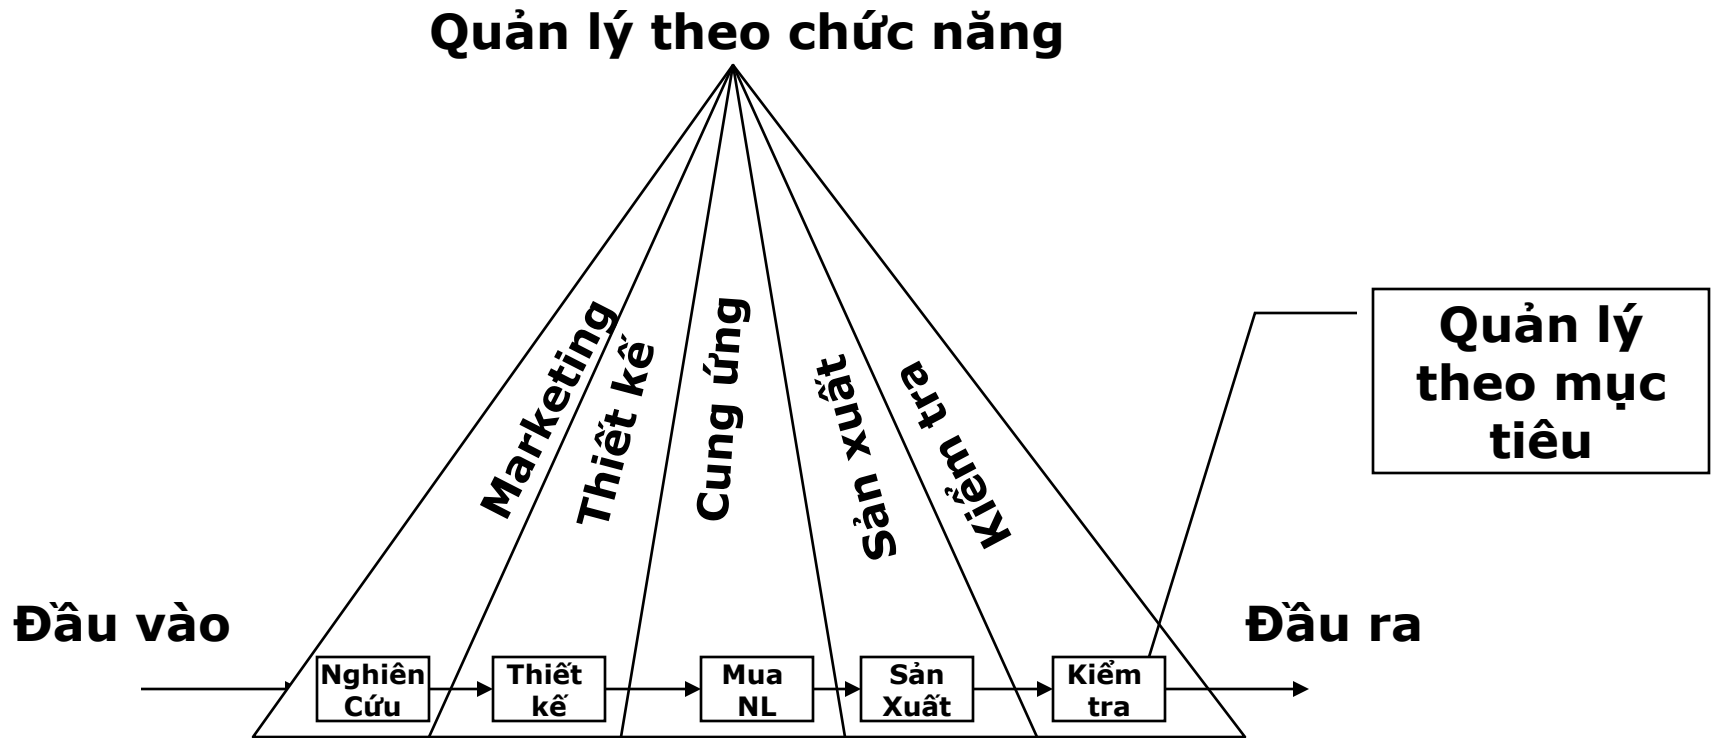 Quản lý theo chức năng
Marketing
Thiết kế
Cung ứng
Sản xuất
Kiểm tra
Quản lý
theo mục
tiêu
Đầu vào
Đầu ra
Nghiên
Cứu
Thiết
kế
Mua
NL
Sản
Xuất
Kiểm
tra